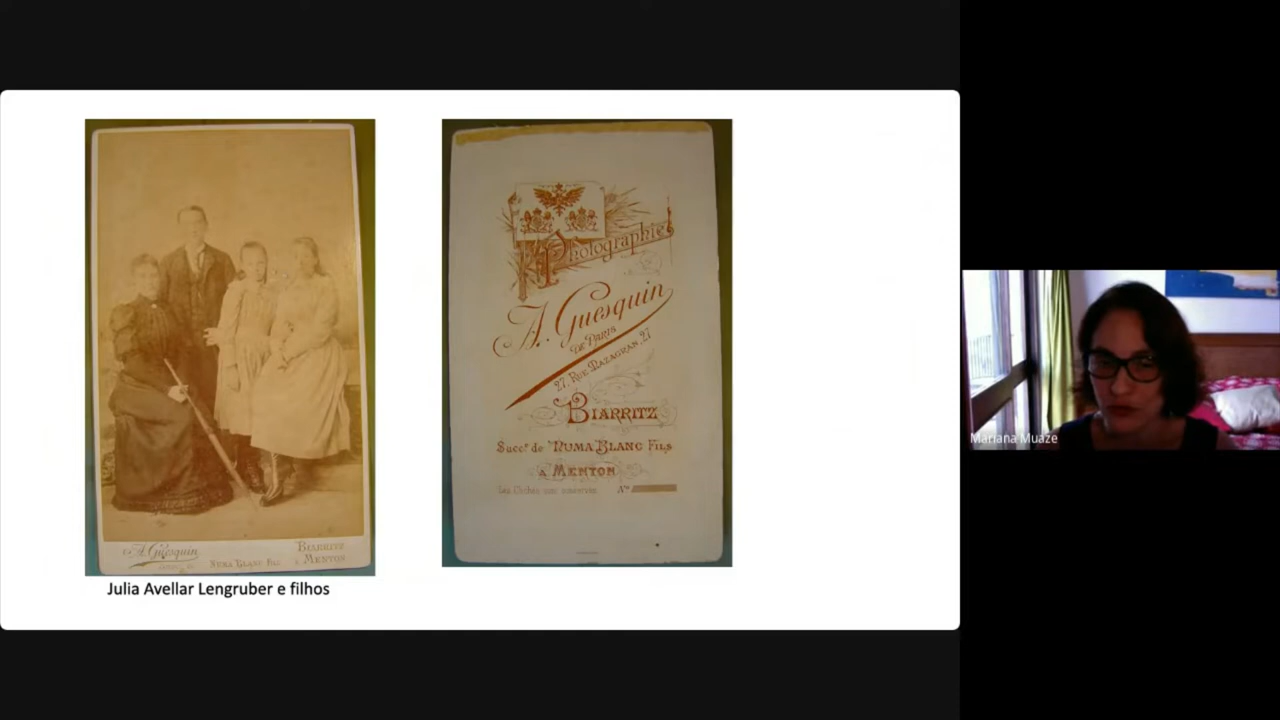 A. Guesquin
Numa Blanc Fils
Biarritz
& Menton
Julia Avellar Lengruber e filhos
Photographie
A. Guesquin
de Paris
27, Rue Mazagran, 27
Biarritz
Succr de Numa Blanc Fils
à Menton
Les Clichés sont conservés No
Mariana Muaze